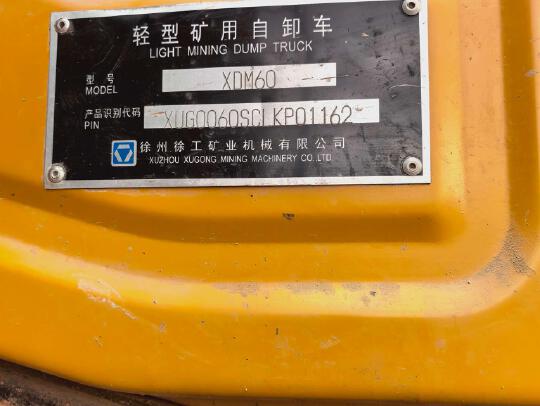 轻型矿用自卸车
LIGHT MINING DUMP TRUCK
型号 XDM60
MODEL
产品识别代码 XUG0060SCLKP01162
PIN
徐州徐工矿业机械有限公司
XUZHOU XUGONG MINING MACHINERY CO.LTD.